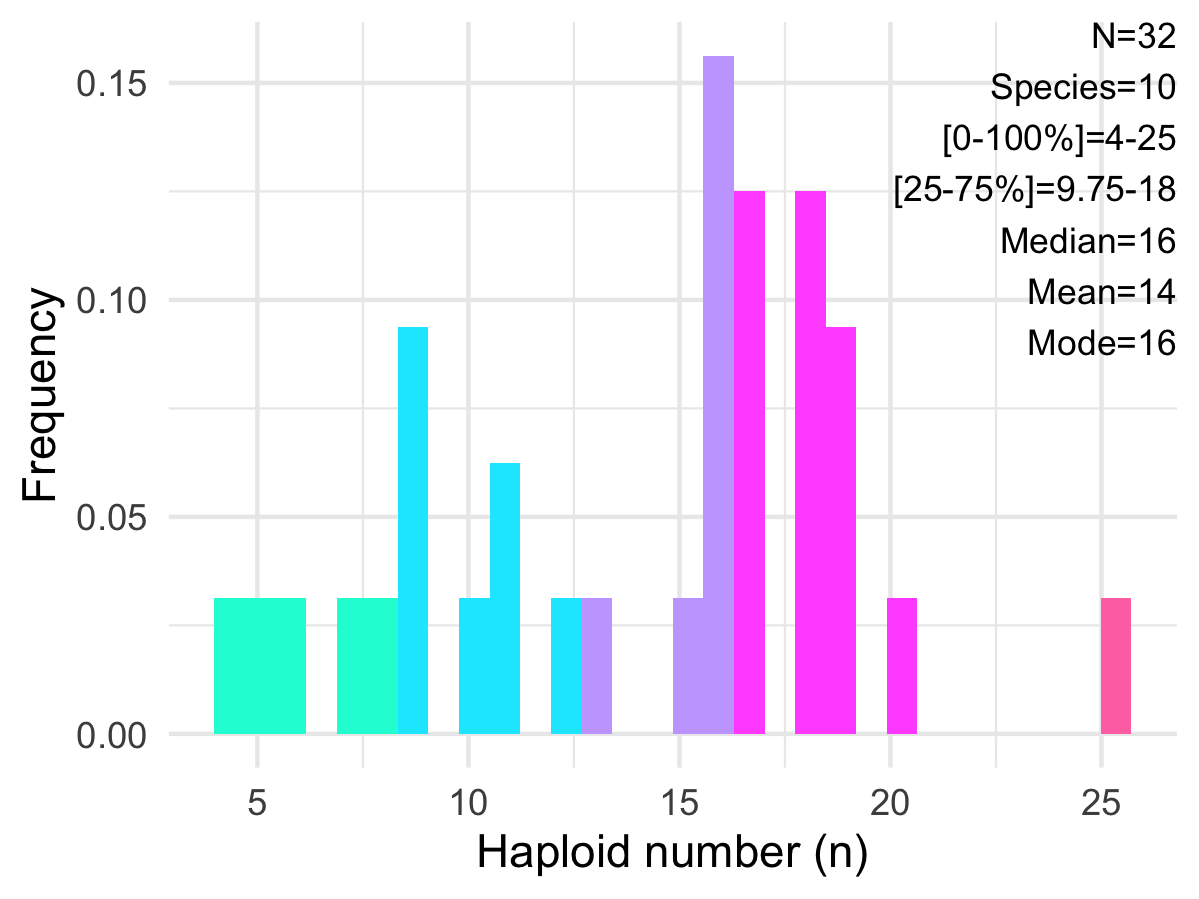 N=32
Species=10
[0-100%]=4-25
[25-75%]=9.75-18
Median=16
Mean=14
Mode=16
Frequency
0.15
0.10
0.05
0.00
5 10 15 20 25
Haploid number (n)